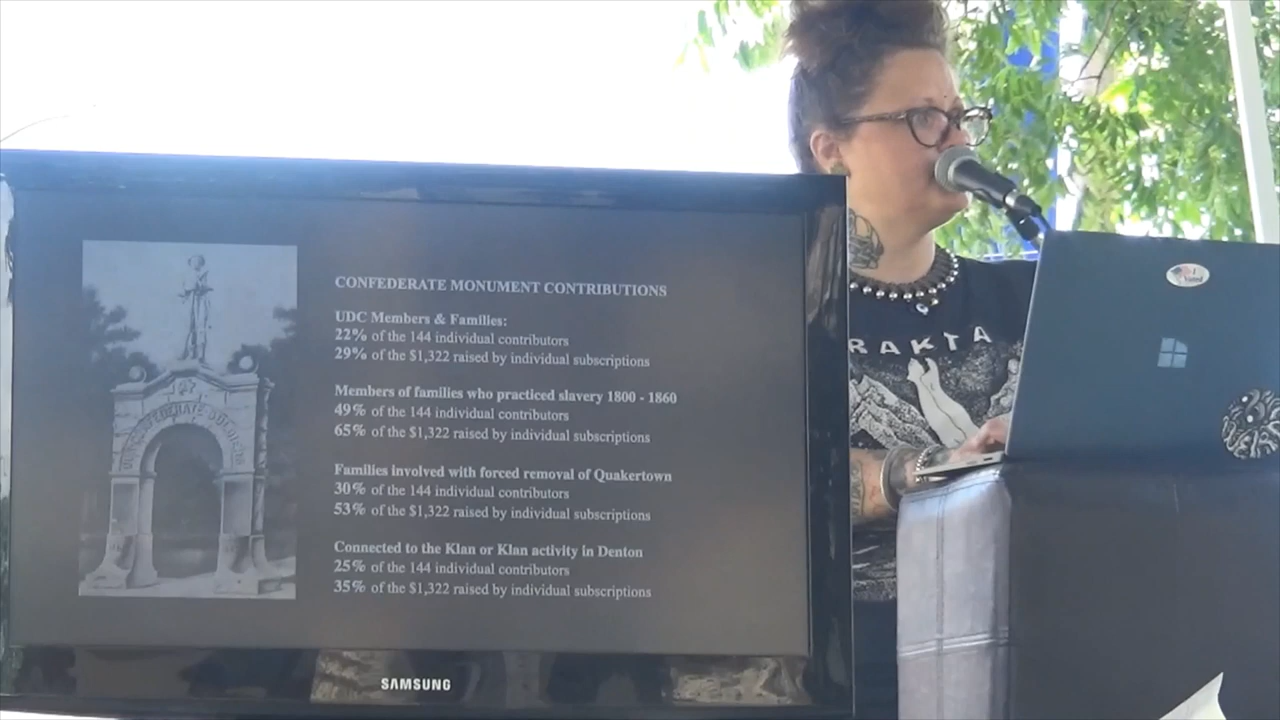 CONFEDERATE MONUMENT CONTRIBUTIONS
UDC Members & Families:
22% of the 144 individual contributors
29% of the $1,322 raised by individual subscriptions
Members of families who practiced slavery 1800 - 1860
49% of the 144 individual contributors
65% of the $1,322 raised by individual subscriptions
Families involved with forced removal of Quakertown
30% of the 144 individual contributors
53% of the $1,322 raised by individual subscriptions
Connected to the Klan or Klan activity in Denton
25% of the 144 individual contributors
35% of the $1,322 raised by individual subscriptions
SAMSUNG
RAKTA
I Voted